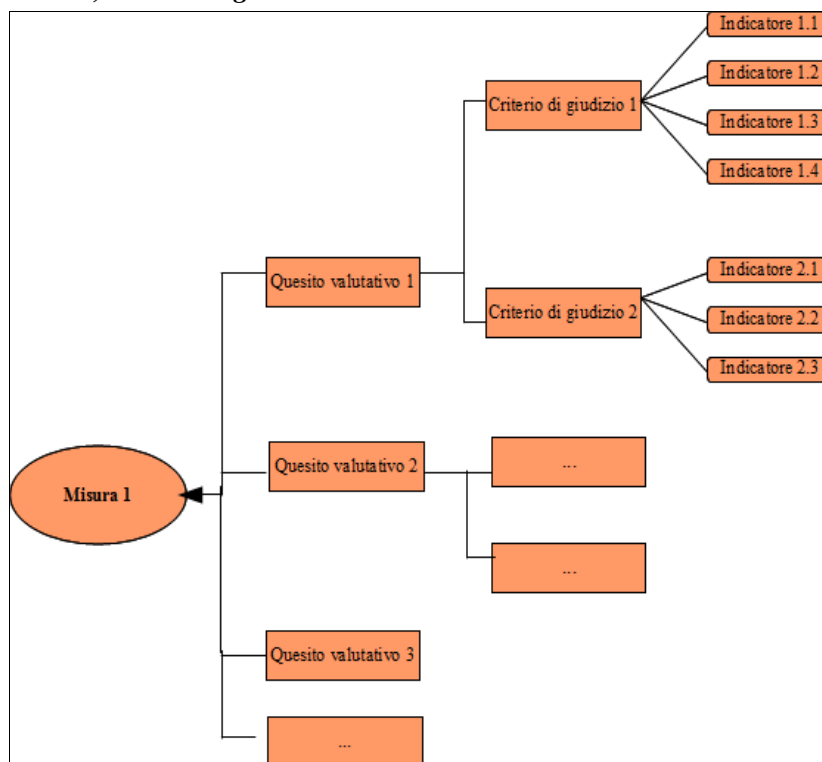 Indicatore 1.1
Indicatore 1.2
Criterio di giudizio 1
Indicatore 1.3
Indicatore 1.4
Quesito valutativo 1
Indicatore 2.1
Criterio di giudizio 2
Indicatore 2.2
Indicatore 2.3
Quesito valutativo 2
...
Misura 1
...
Quesito valutativo 3
...